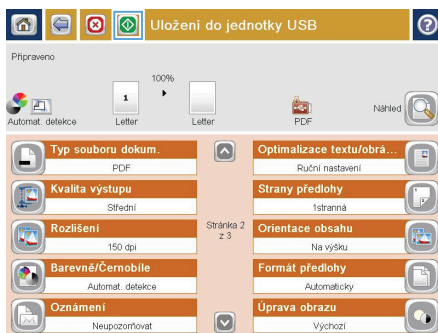 Uložení do jednotky USB
Připraveno
100%
1
Automat. detekce
Letter
Letter
PDF
Náhled
Typ souboru dokum.
PDF
Optimalizace textu/obrá...
Ruční nastavení
Kvalita výstupu
Střední
Strany předlohy
1stranná
Rozlišení
150 dpi
Stránka 2
z 3
Orientace obsahu
Na výšku
Barevně/Černobíle
Automat. detekce
Formát předlohy
Automaticky
Oznámení
Neupozorňovat
Úprava obrazu
Výchozí